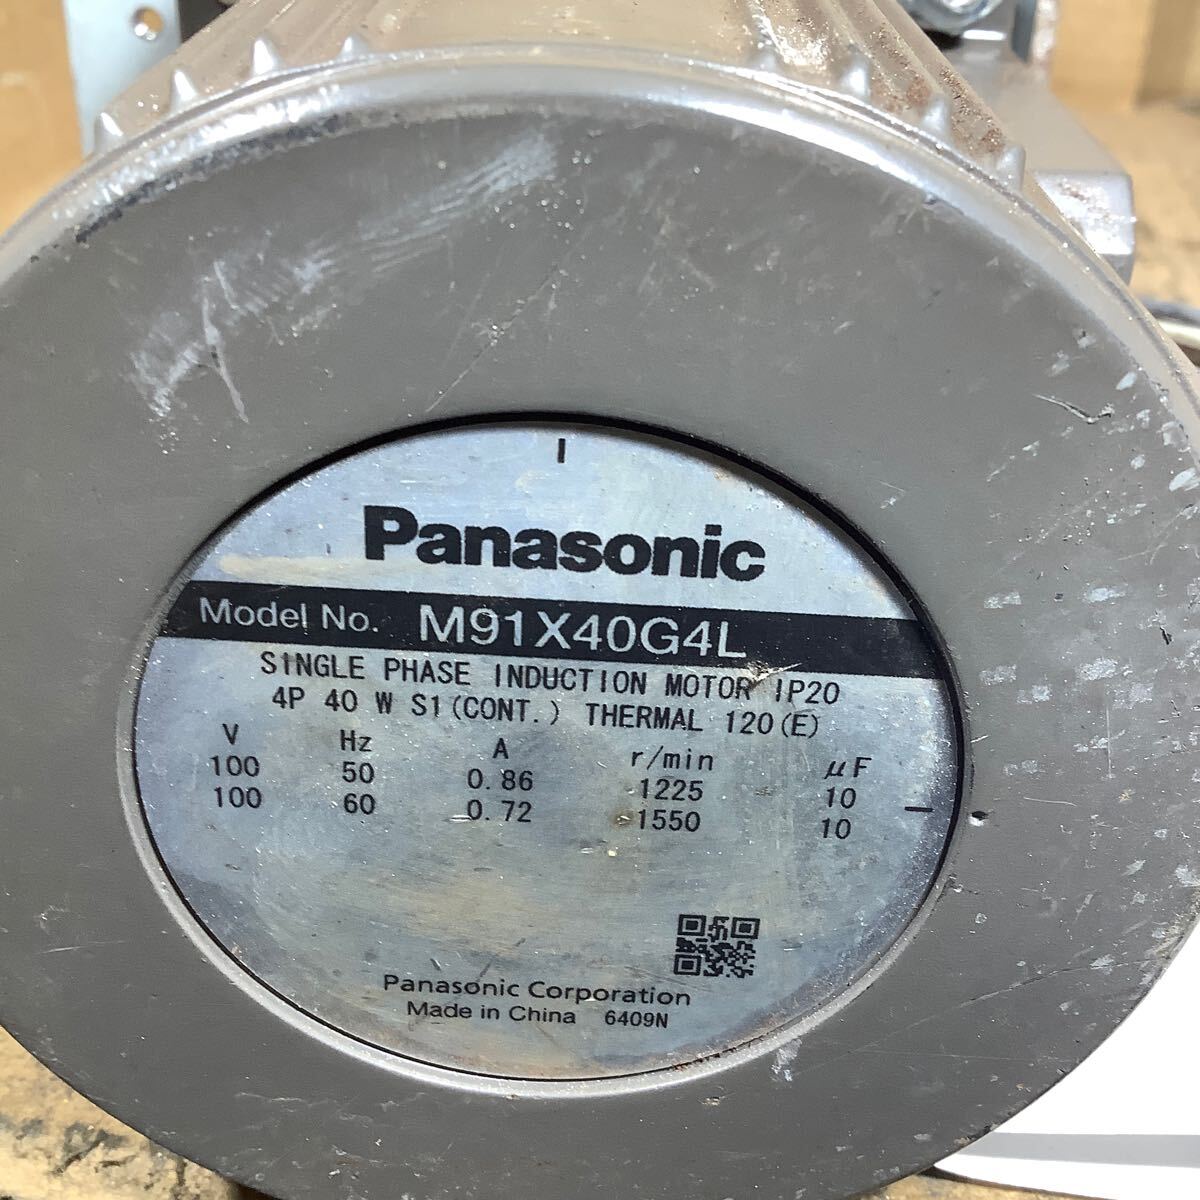 Panasonic
Model No. M91X40G4L
SINGLE PHASE INDUCTION MOTOR IP20
4P 40 W S1(CONT.) THERMAL 120(E)
V Hz A r/min μF
100 50 0.86 1225 10
100 60 0.72 1550 10
Panasonic Corporation
Made in China 6409N